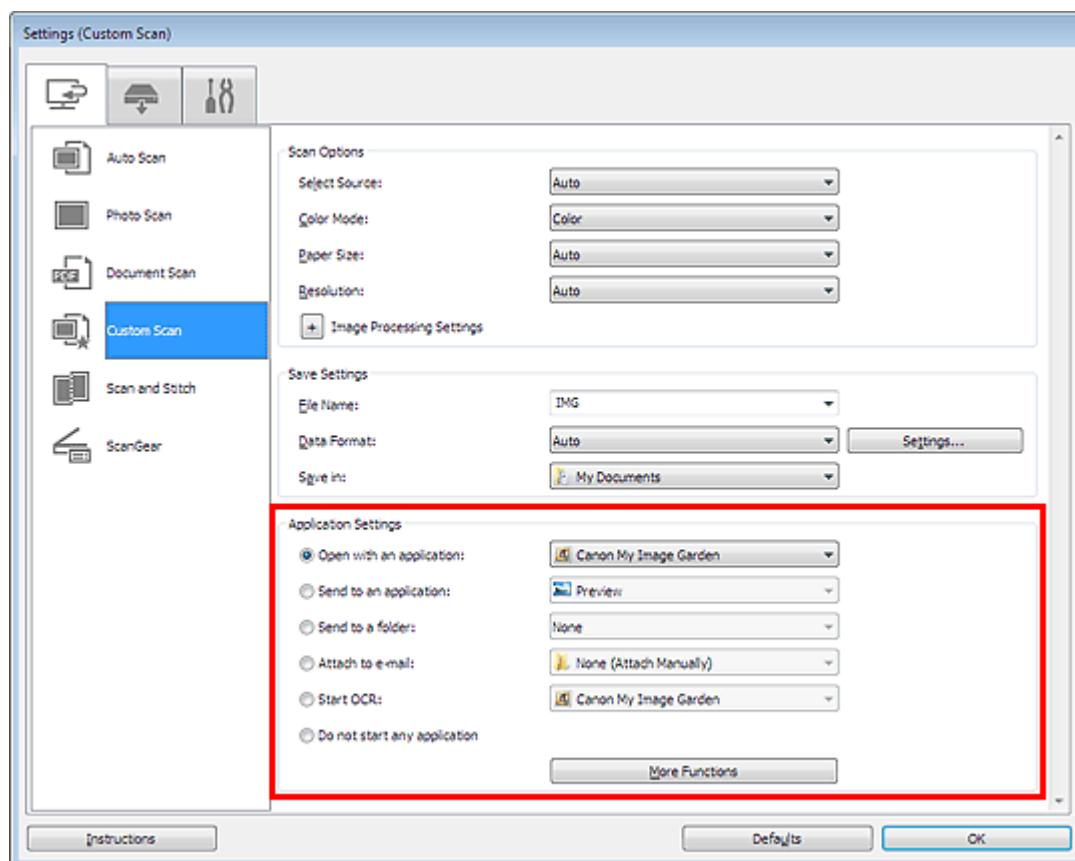 Settings (Custom Scan)
Auto Scan
Photo Scan
PDF
Document Scan
Custom Scan
Scan and Stitch
ScanGear
Scan Options
Select Source: Auto
Color Mode: Color
Paper Size: Auto
Resolution: Auto
+ Image Processing Settings
Save Settings
File Name: IMG
Data Format: Auto Settings...
Save in: My Documents
Application Settings
Open with an application: Canon My Image Garden
Send to an application: Preview
Send to a folder: None
Attach to e-mail: None (Attach Manually)
Start OCR: Canon My Image Garden
Do not start any application
More Functions
Instructions Defaults OK